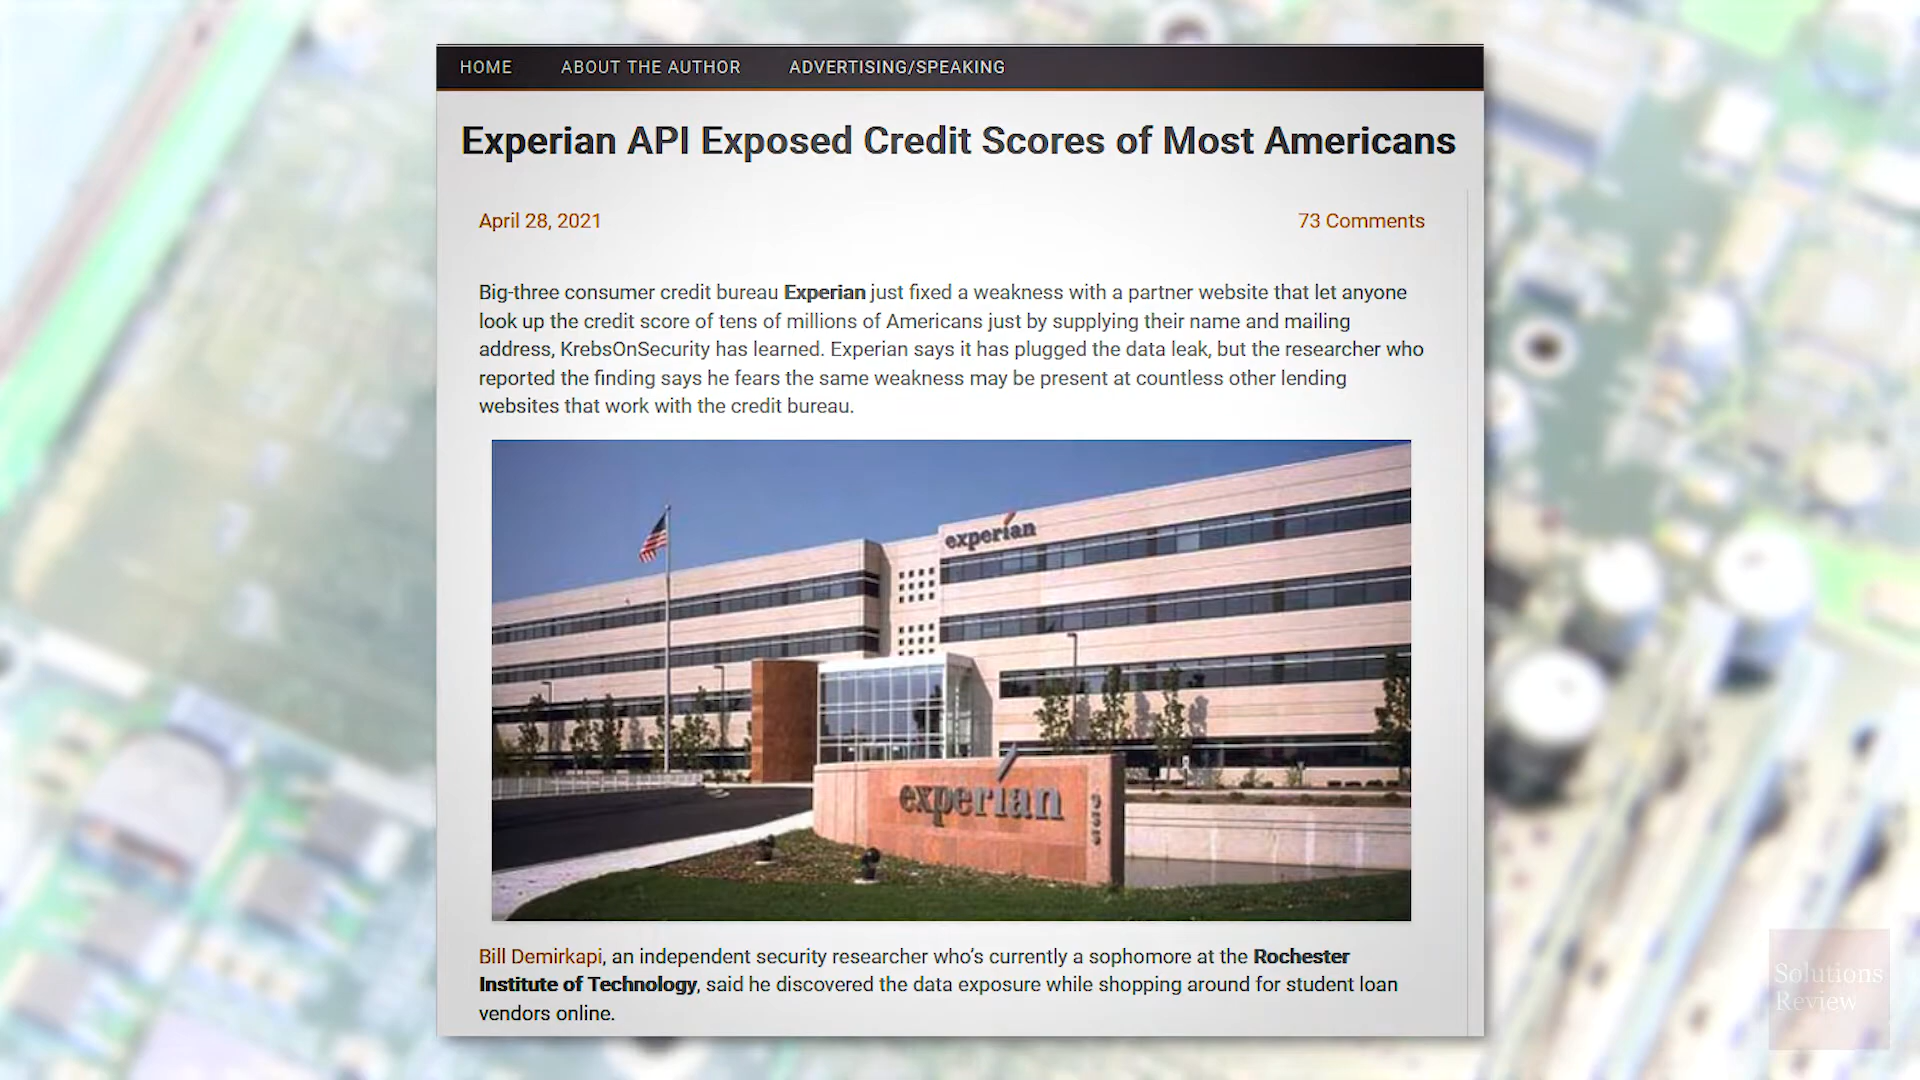 HOME ABOUT THE AUTHOR ADVERTISING/SPEAKING
Experian API Exposed Credit Scores of Most Americans
April 28, 2021 73 Comments
Big-three consumer credit bureau Experian just fixed a weakness with a partner website that let anyone
look up the credit score of tens of millions of Americans just by supplying their name and mailing
address, KrebsOnSecurity has learned. Experian says it has plugged the data leak, but the researcher who
reported the finding says he fears the same weakness may be present at countless other lending
websites that work with the credit bureau.
experian
experian
955
Bill Demirkapi, an independent security researcher who’s currently a sophomore at the Rochester
Institute of Technology, said he discovered the data exposure while shopping around for student loan
vendors online.
Solutions
Review